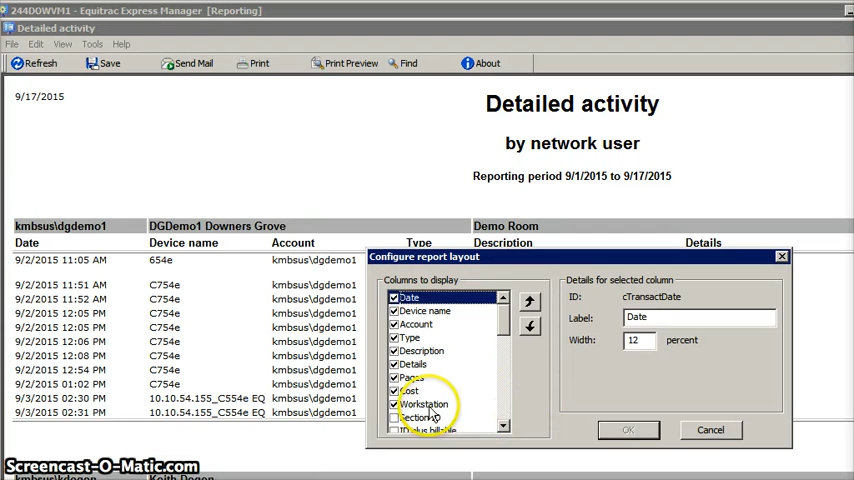 244DOWVM1 - Equitrac Express Manager [Reporting]
Detailed activity
File Edit View Tools Help
Refresh Save Send Mail Print Print Preview Find About
9/17/2015
Detailed activity
by network user
Reporting period 9/1/2015 to 9/17/2015
kmbsus\dgdemo1 DGDemo1 Downers Grove Demo Room
Date Device name Account Type Description Details
9/2/2015 11:05 AM 654e kmbsus\dgdemo1
9/2/2015 11:51 AM C754e kmbsus\dgdemo1
9/2/2015 11:52 AM C754e kmbsus\dgdemo1
9/2/2015 12:05 PM C754e kmbsus\dgdemo1
9/2/2015 12:05 PM C754e kmbsus\dgdemo1
9/2/2015 12:06 PM C754e kmbsus\dgdemo1
9/2/2015 12:08 PM C754e kmbsus\dgdemo1
9/2/2015 12:54 PM C754e kmbsus\dgdemo1
9/2/2015 01:02 PM C754e kmbsus\dgdemo1
9/3/2015 02:30 PM 10.10.54.155_C554e EQ kmbsus\dgdemo1
9/3/2015 02:31 PM 10.10.54.155_C554e EQ kmbsus\dgdemo1
Configure report layout
Columns to display
Date
Device name
Account
Type
Description
Details
Pages
Cost
Workstation
ID plus billable
Details for selected column
ID: cTransactDate
Label: Date
Width: 12 percent
OK Cancel
Screencast-O-Matic.com
kmbsus\kdegen Keith Degen